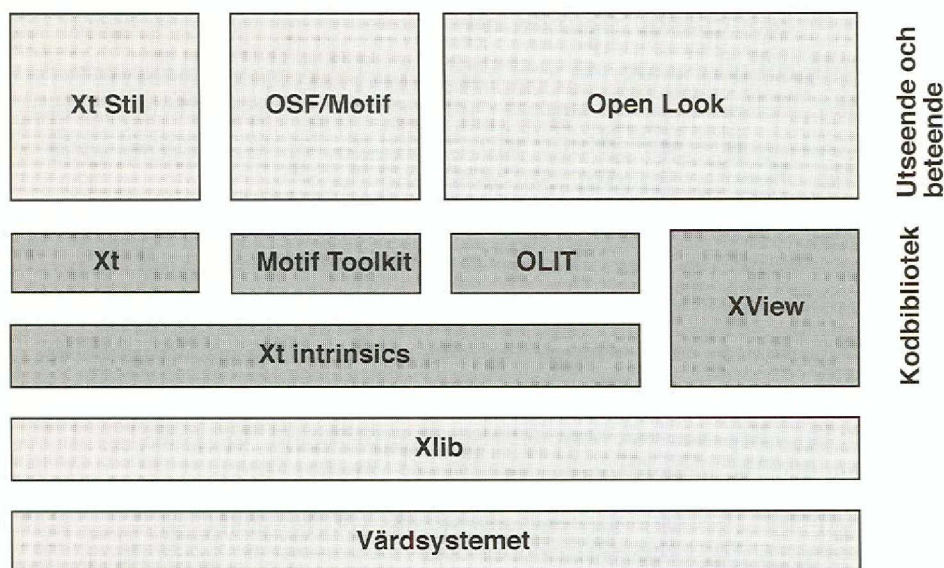 Xt Stil
OSF/Motif
Open Look
Utseende och
beteende
Xt
Motif Toolkit
OLIT
XView
Kodbibliotek
Xt intrinsics
Xlib
Värdsystemet